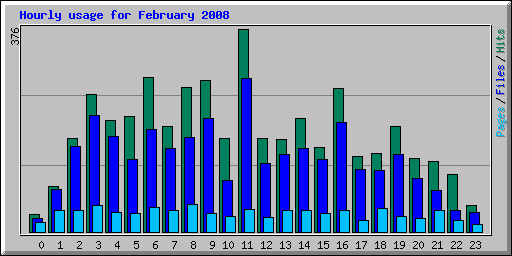 Hourly usage for February 2008
376
Pages / Files / Hits
0 1 2 3 4 5 6 7 8 9 10 11 12 13 14 15 16 17 18 19 20 21 22 23